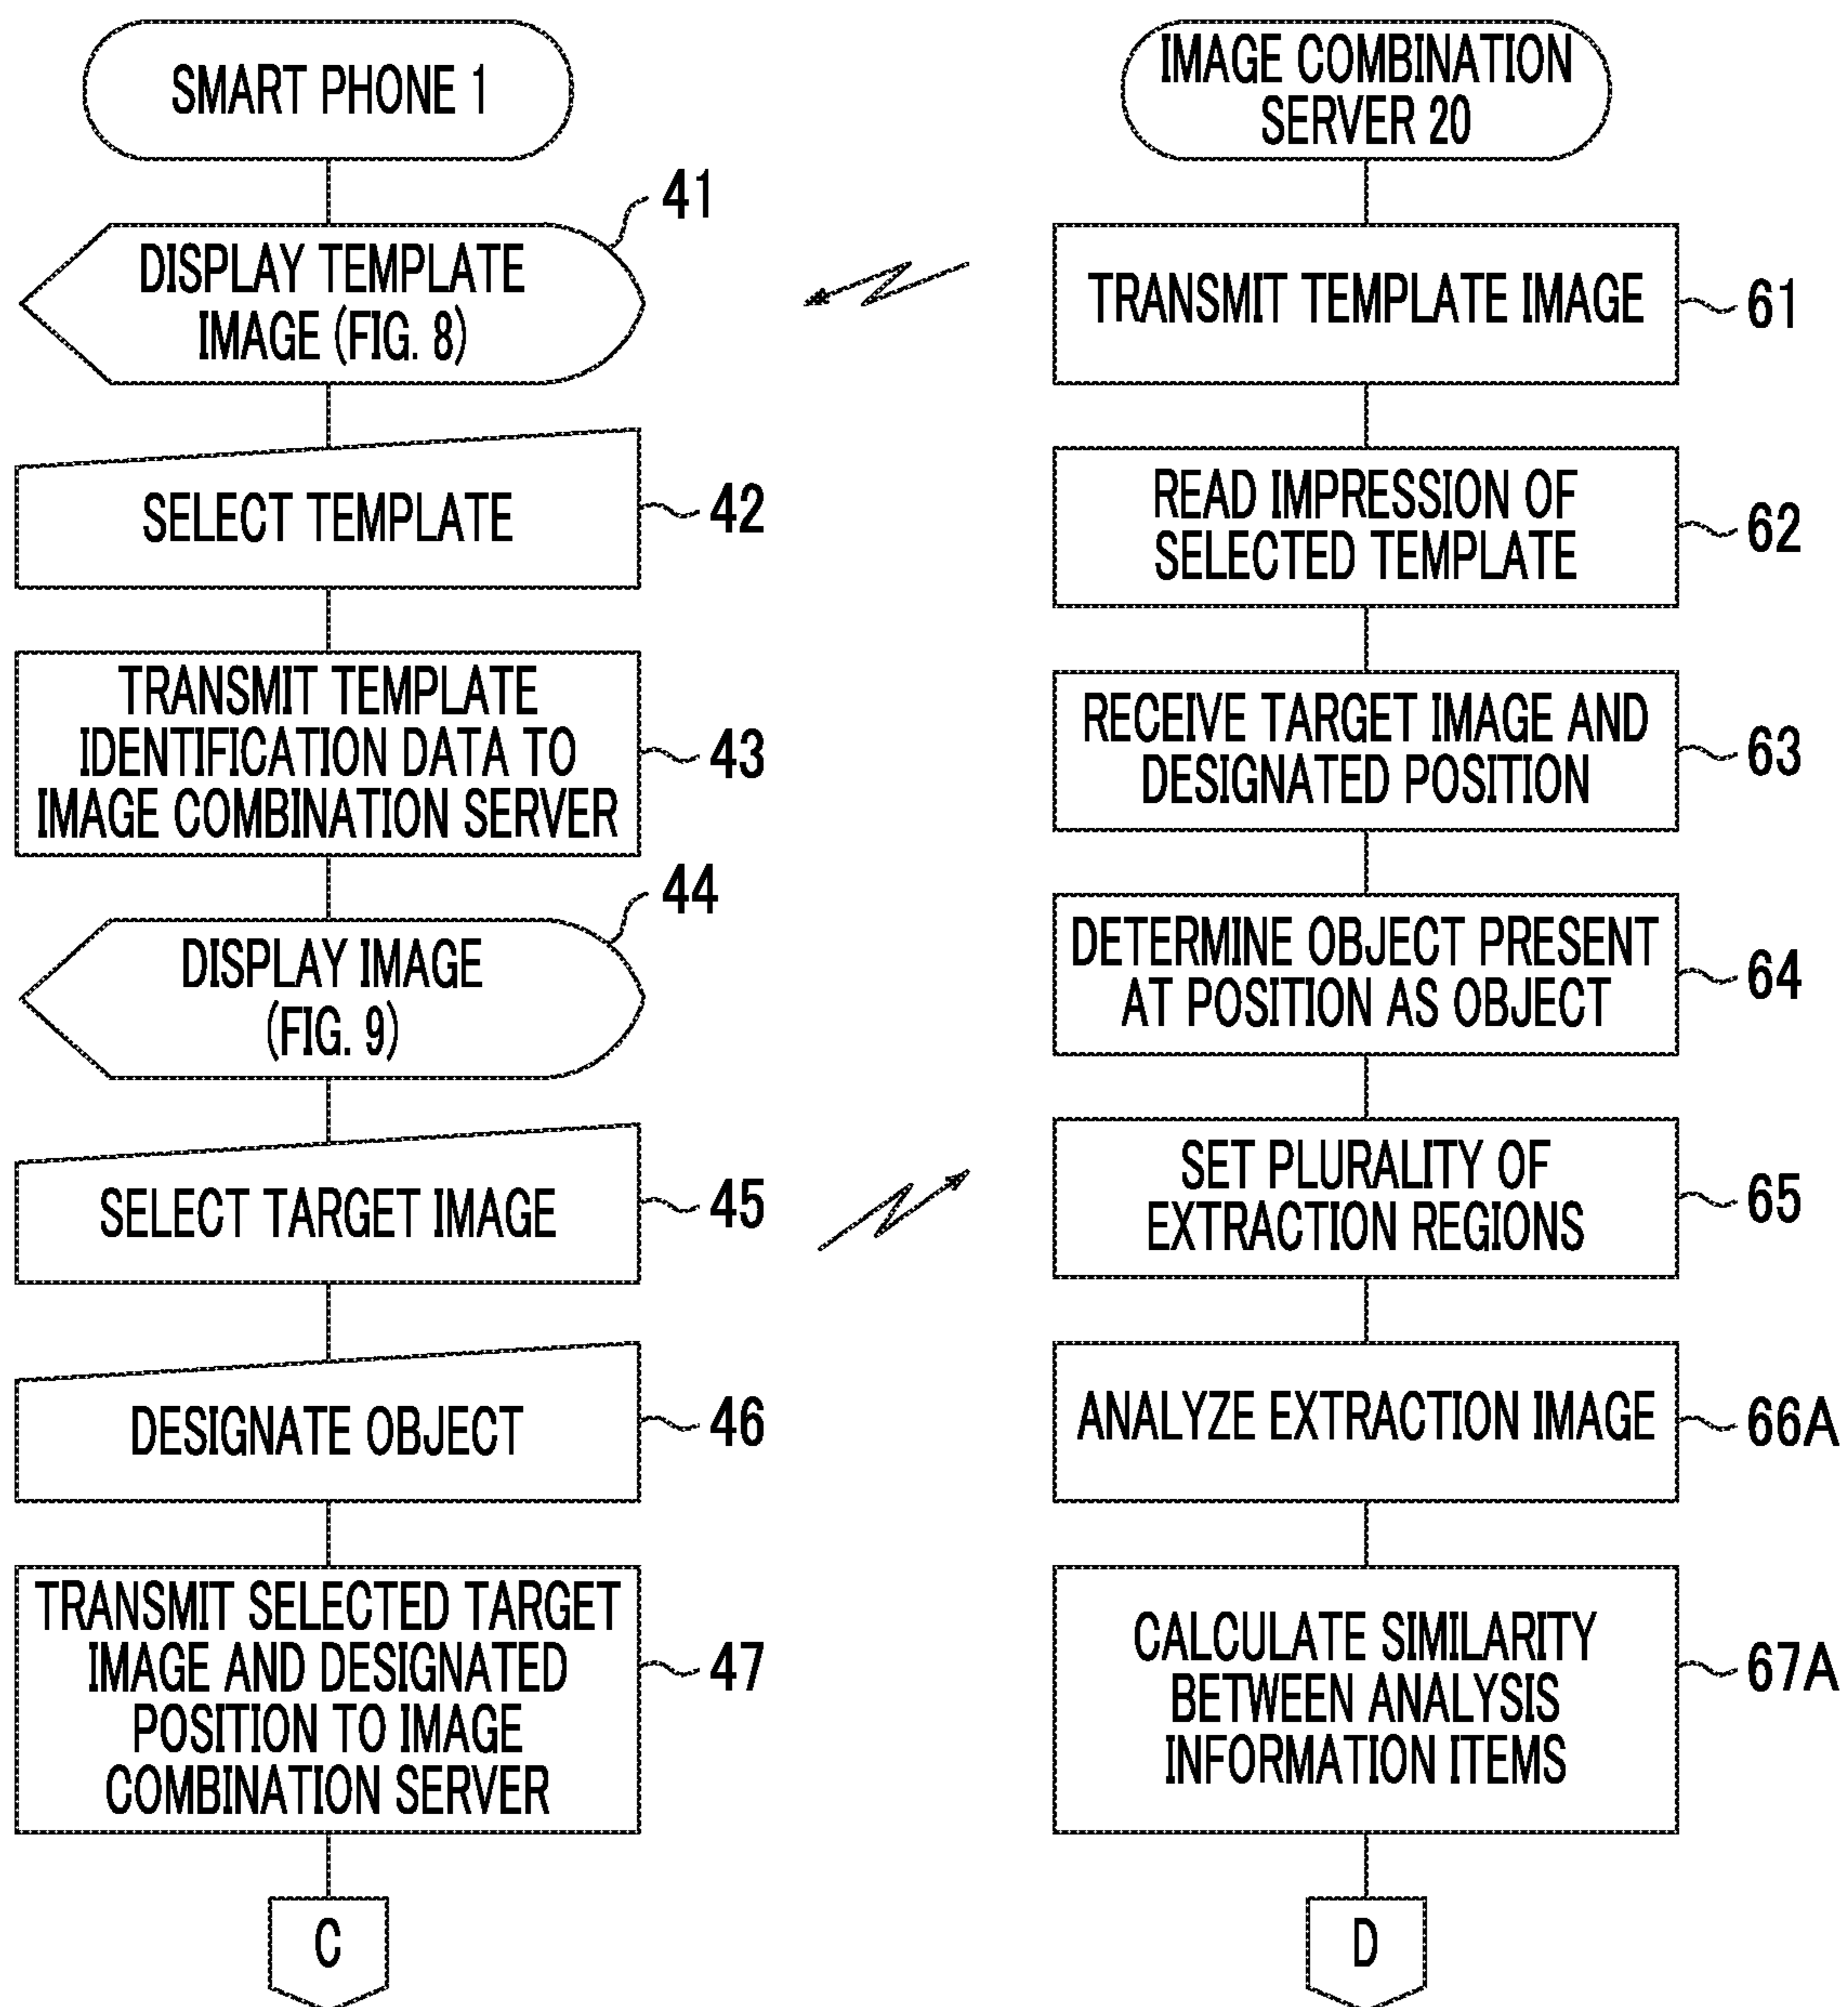 SMART PHONE 1
41
DISPLAY TEMPLATE
IMAGE (FIG. 8)
SELECT TEMPLATE
42
TRANSMIT TEMPLATE
IDENTIFICATION DATA TO
IMAGE COMBINATION SERVER
43
44
DISPLAY IMAGE
(FIG. 9)
SELECT TARGET IMAGE
45
DESIGNATE OBJECT
46
TRANSMIT SELECTED TARGET
IMAGE AND DESIGNATED
POSITION TO IMAGE
COMBINATION SERVER
47
C
IMAGE COMBINATION
SERVER 20
TRANSMIT TEMPLATE IMAGE
61
READ IMPRESSION OF
SELECTED TEMPLATE
62
RECEIVE TARGET IMAGE AND
DESIGNATED POSITION
63
DETERMINE OBJECT PRESENT
AT POSITION AS OBJECT
64
SET PLURALITY OF
EXTRACTION REGIONS
65
ANALYZE EXTRACTION IMAGE
66A
CALCULATE SIMILARITY
BETWEEN ANALYSIS
INFORMATION ITEMS
67A
D